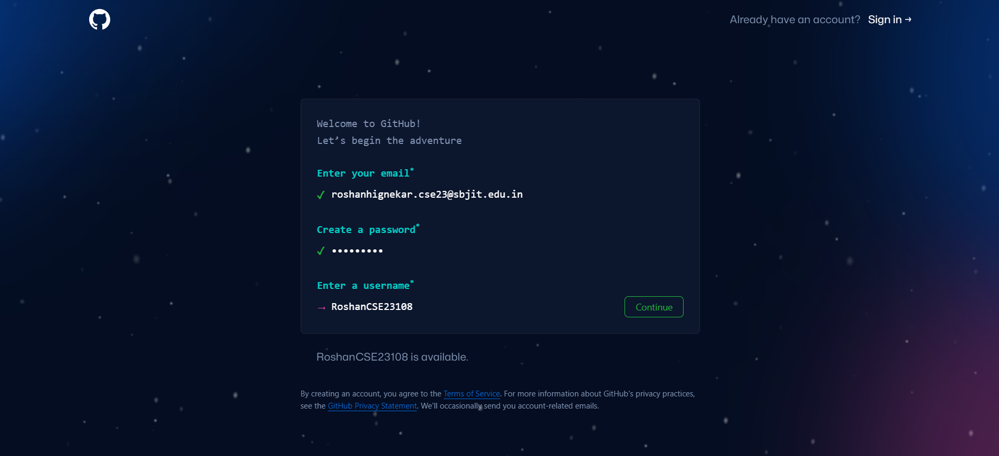 Already have an account? Sign in →
Welcome to GitHub!
Let’s begin the adventure
Enter your email*
✓ roshanhignekar.cse23@sbjit.edu.in
Create a password*
✓ •••••••••
Enter a username*
→ RoshanCSE23108 Continue
RoshanCSE23108 is available.
By creating an account, you agree to the Terms of Service. For more information about GitHub's privacy practices,
see the GitHub Privacy Statement. We'll occasionally send you account-related emails.